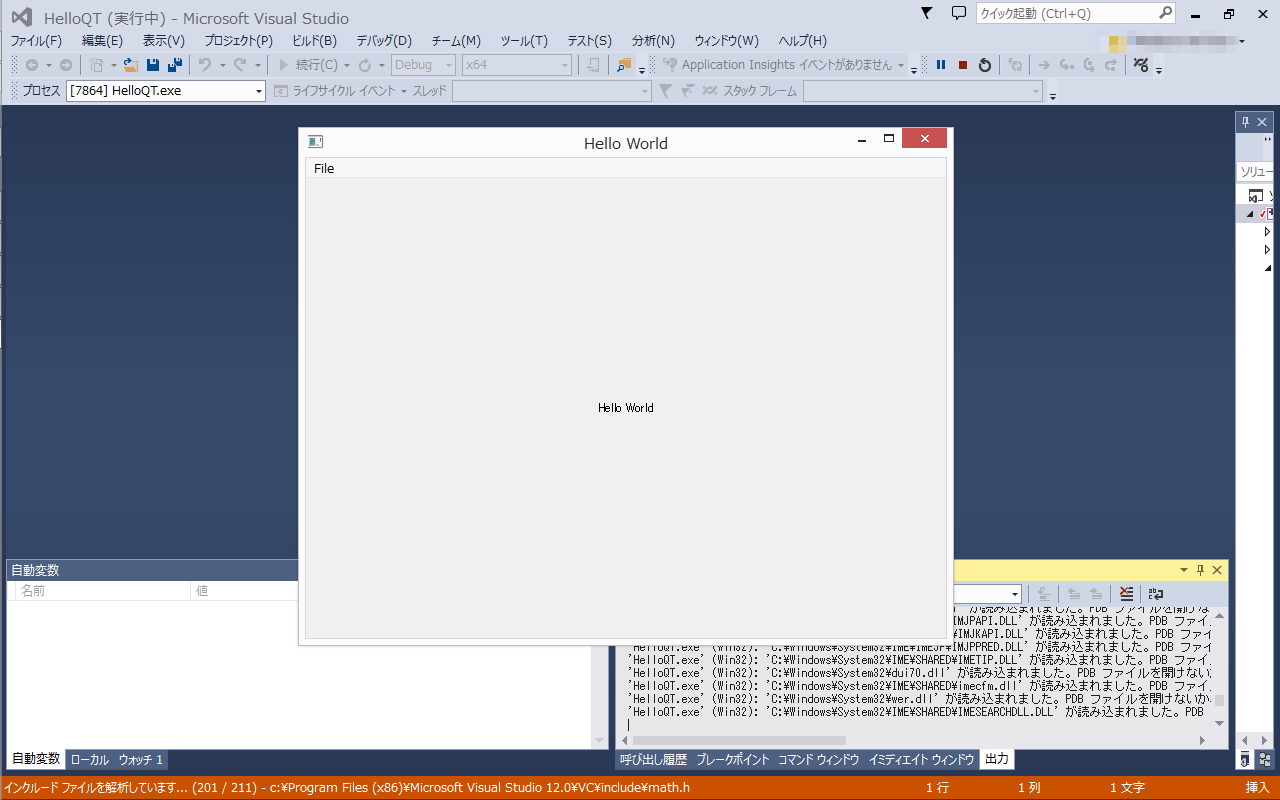 HelloQT (実行中) - Microsoft Visual Studio
クイック起動 (Ctrl+Q)
ファイル(F) 編集(E) 表示(V) プロジェクト(P) ビルド(B) デバッグ(D) チーム(M) ツール(T) テスト(S) 分析(N) ウィンドウ(W) ヘルプ(H)
続行(C) Debug x64 Application Insights イベントがありません
プロセス [7864] HelloQT.exe ライフサイクル イベント スレッド スタック フレーム
Hello World
File
ソリュー
Hello World
自動変数
名前 値
が読み込まれました。PDB ファイルを開けな
IMJPAPI.DLL' が読み込まれました。PDB ファイ
¥IMJKAPI.DLL' が読み込まれました。PDB ファイ
'HelloQT.exe' (Win32): 'C:¥Windows¥System32¥IME¥IMEJP¥IMJPPRED.DLL' が読み込まれました。PDB ファイ
'HelloQT.exe' (Win32): 'C:¥Windows¥System32¥IME¥SHARED¥IMETIP.DLL' が読み込まれました。PDB ファイ
'HelloQT.exe' (Win32): 'C:¥Windows¥System32¥dui70.dll' が読み込まれました。PDB ファイルを開けない
'HelloQT.exe' (Win32): 'C:¥Windows¥System32¥IME¥SHARED¥imecfm.dll' が読み込まれました。PDB ファイ
'HelloQT.exe' (Win32): 'C:¥Windows¥System32¥wer.dll' が読み込まれました。PDB ファイルを開けないか
'HelloQT.exe' (Win32): 'C:¥Windows¥System32¥IME¥SHARED¥IMESEARCHDLL.DLL' が読み込まれました。PDB
自動変数 ローカル ウォッチ 1
呼び出し履歴 ブレークポイント コマンド ウィンドウ イミディエイト ウィンドウ 出力
インクルード ファイルを解析しています... (201 / 211) - c:¥Program Files (x86)¥Microsoft Visual Studio 12.0¥VC¥include¥math.h 1 行 1 列 1 文字 挿入